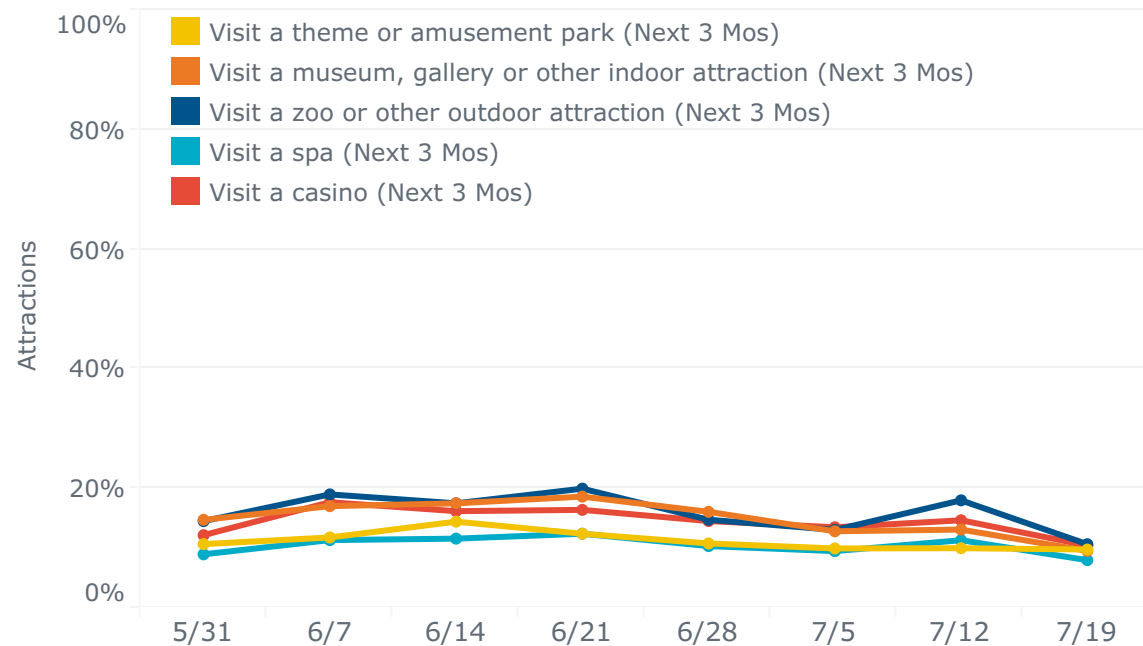 100%
Visit a theme or amusement park (Next 3 Mos)
Visit a museum, gallery or other indoor attraction (Next 3 Mos)
Visit a zoo or other outdoor attraction (Next 3 Mos)
80%
Visit a spa (Next 3 Mos)
Visit a casino (Next 3 Mos)
60%
Attractions
40%
20%
0%
5/31 6/7 6/14 6/21 6/28 7/5 7/12 7/19